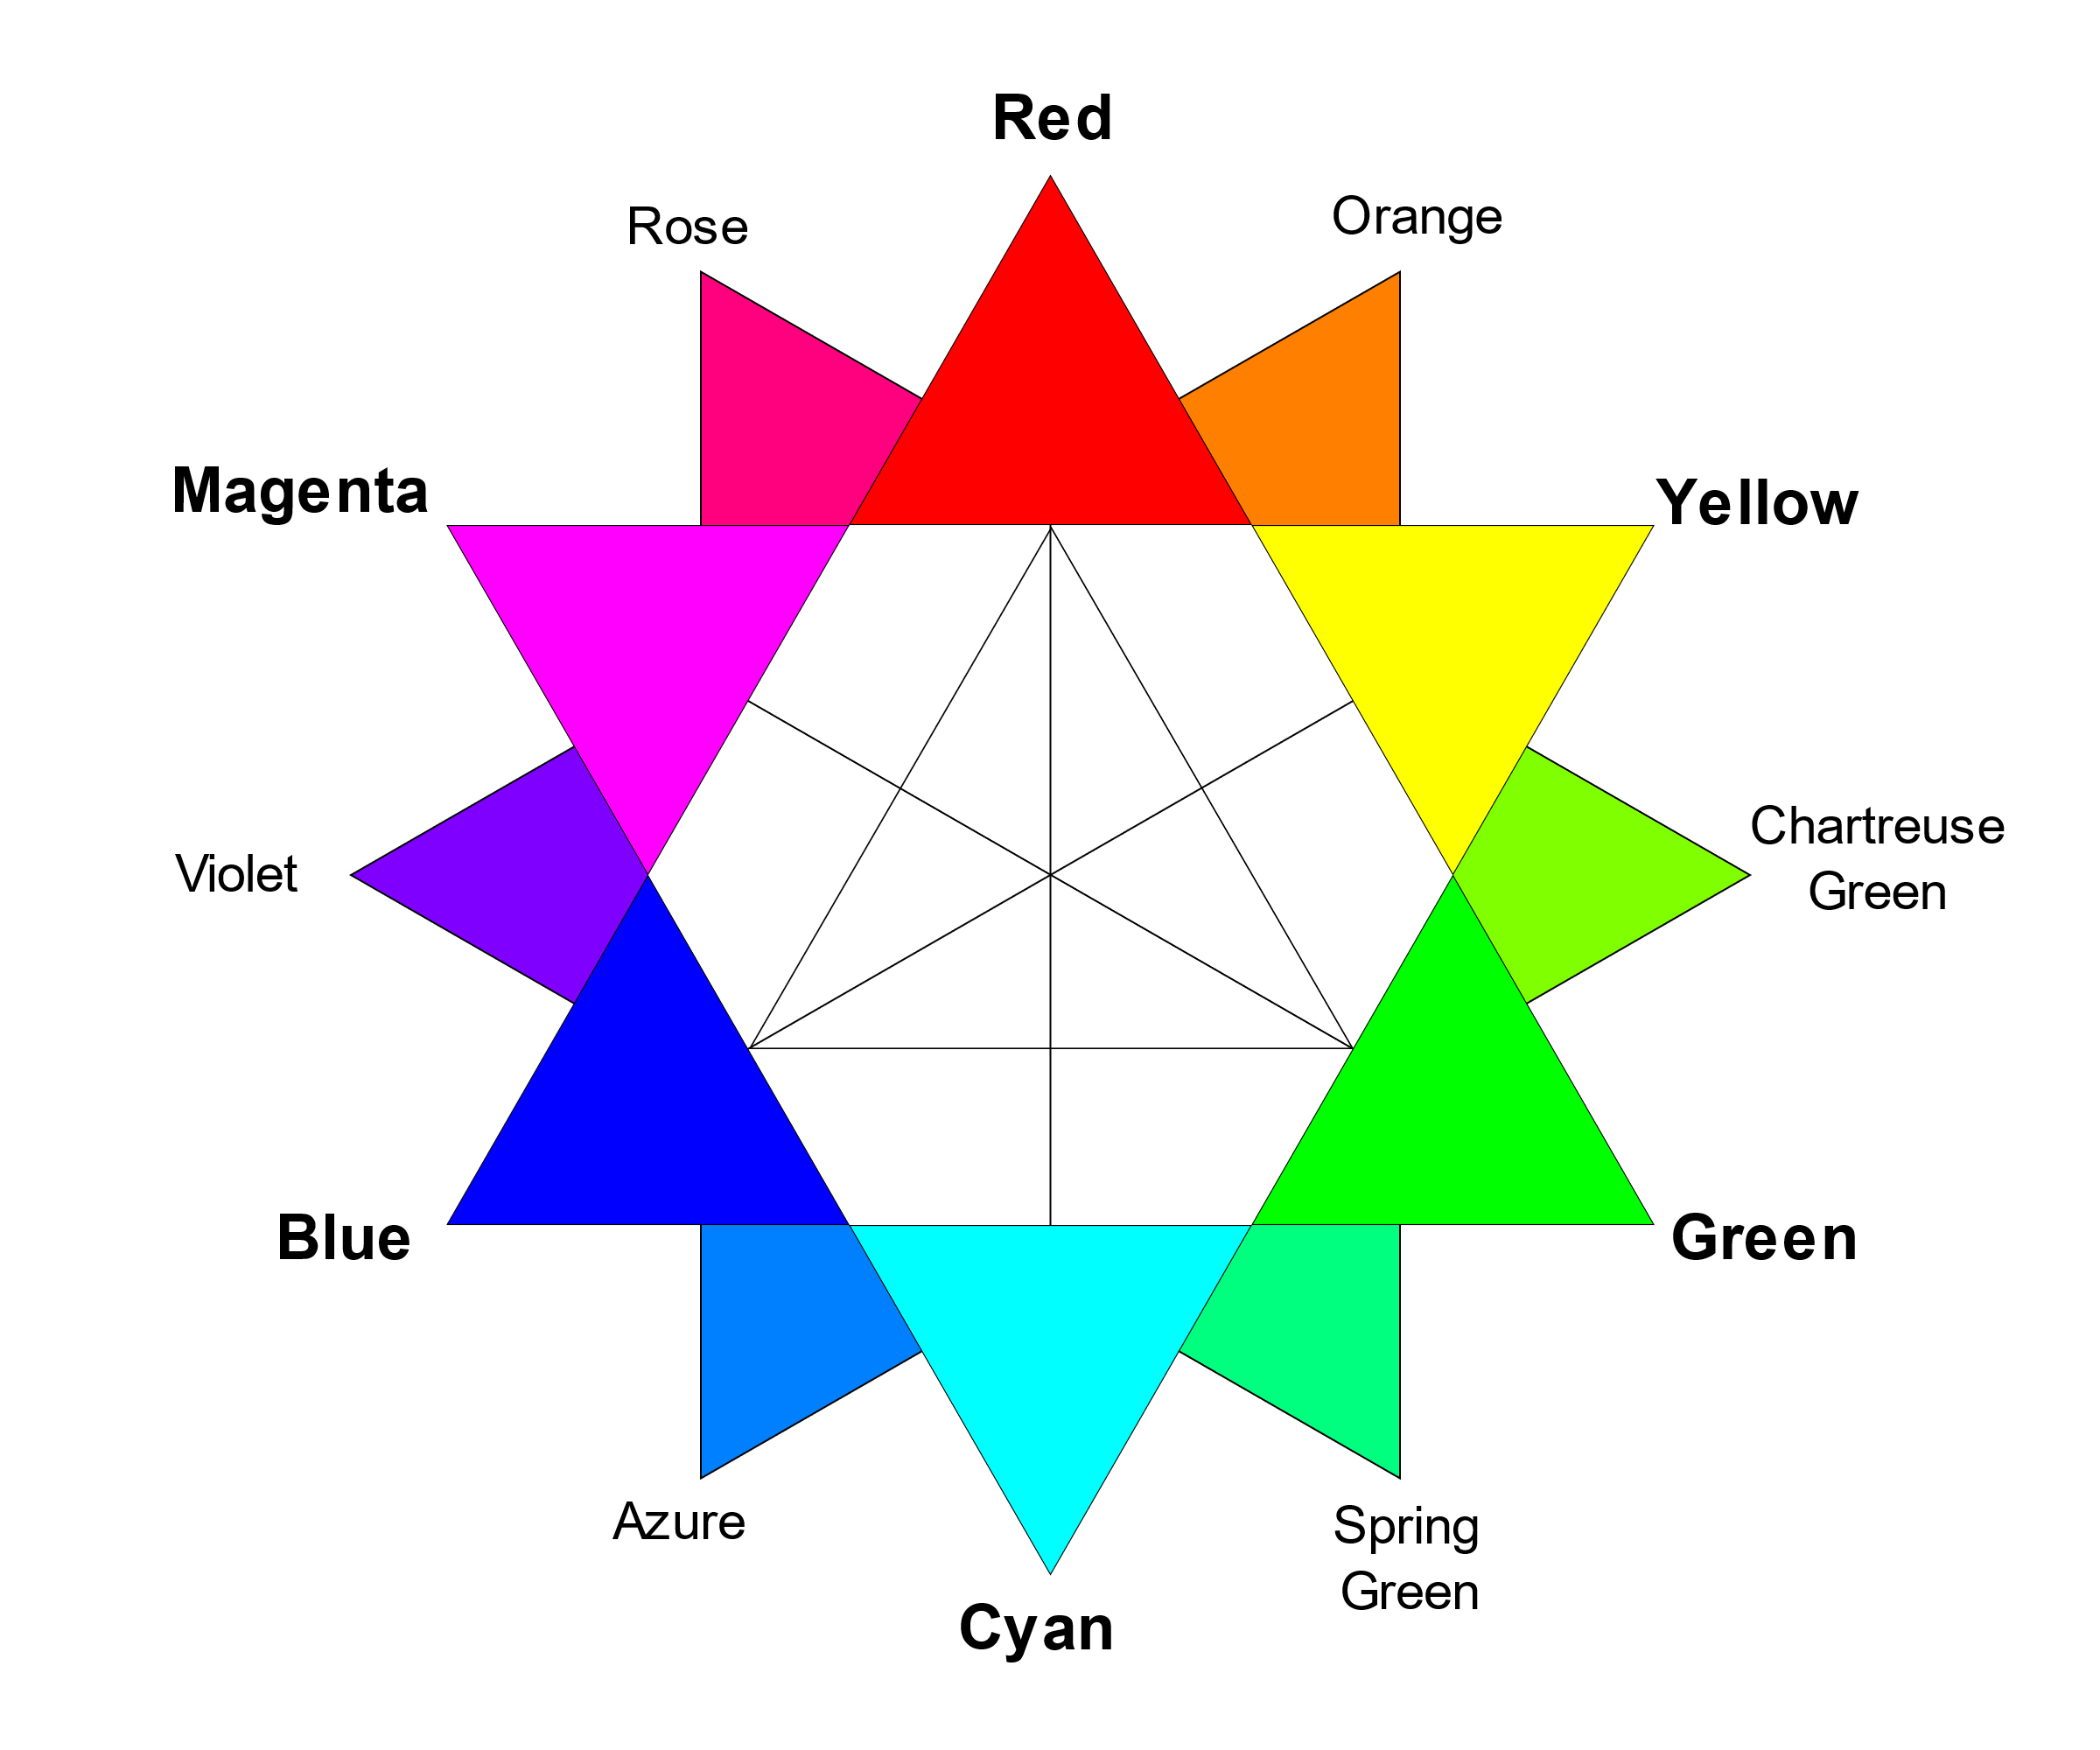 Red
Rose
Orange
Magenta
Yellow
Chartreuse
Green
Violet
Blue
Green
Azure
Spring
Green
Cyan